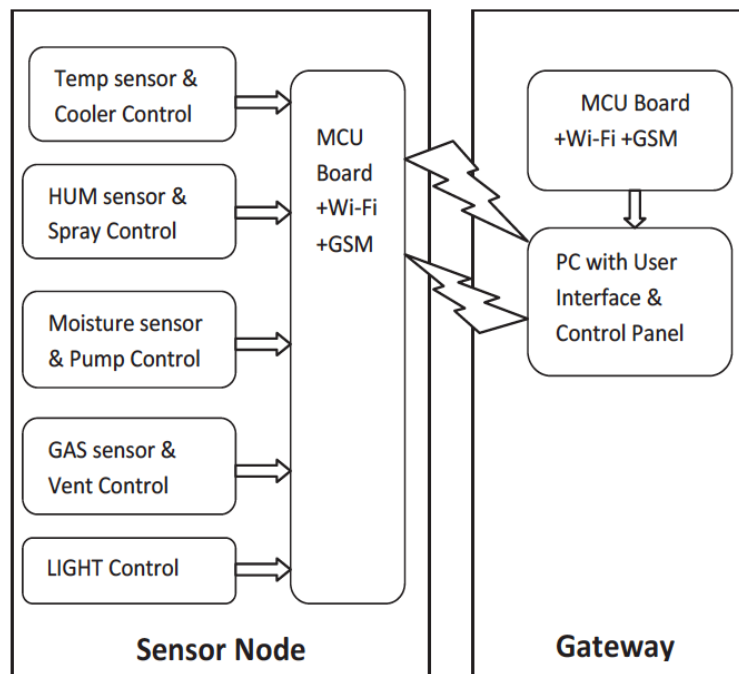 Temp sensor &
Cooler Control
HUM sensor &
Spray Control
Moisture sensor
& Pump Control
GAS sensor &
Vent Control
LIGHT Control
MCU
Board
+Wi-Fi
+GSM
Sensor Node
MCU Board
+Wi-Fi +GSM
PC with User
Interface &
Control Panel
Gateway